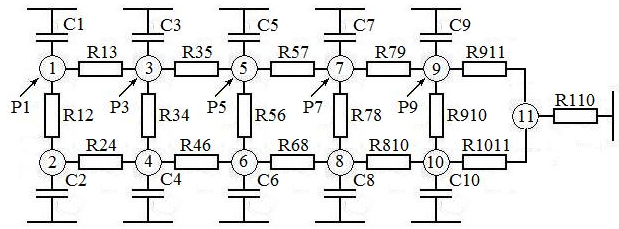 C1 C3 C5 C7 C9
R13 R35 R57 R79 R911
1 3 5 7 9
P1 P3 P5 P7 P9
R110
R12 R34 R56 R78 R910 11
R24 R46 R68 R810 R1011
2 4 6 8 10
C2 C4 C6 C8 C10